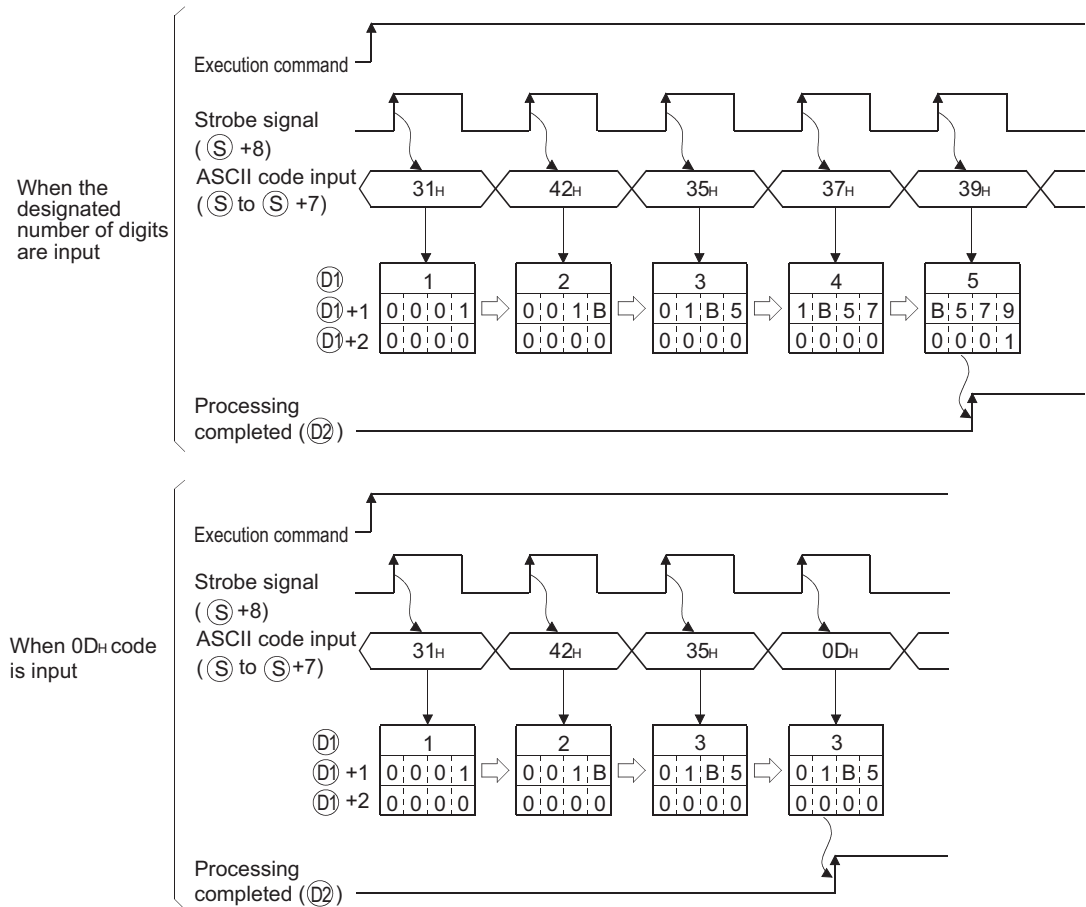 Execution command
Strobe signal
( Ⓢ +8)
ASCII code input
(Ⓢ to Ⓢ +7)
31H 42H 35H 37H 39H
When the
designated
number of digits
are input
D1 1 2 3 4 5
D1 +1 0 0 0 1 0 0 1 B 0 1 B 5 1 B 5 7 B 5 7 9
D1 +2 0 0 0 0 0 0 0 0 0 0 0 0 0 0 0 0 0 0 0 1
Processing
completed (D2)
Execution command
Strobe signal
( Ⓢ +8)
ASCII code input
(Ⓢ to Ⓢ +7)
31H 42H 35H 0DH
When 0DH code
is input
D1 1 2 3 3
D1 +1 0 0 0 1 0 0 1 B 0 1 B 5 0 1 B 5
D1 +2 0 0 0 0 0 0 0 0 0 0 0 0 0 0 0 0
Processing
completed (D2)